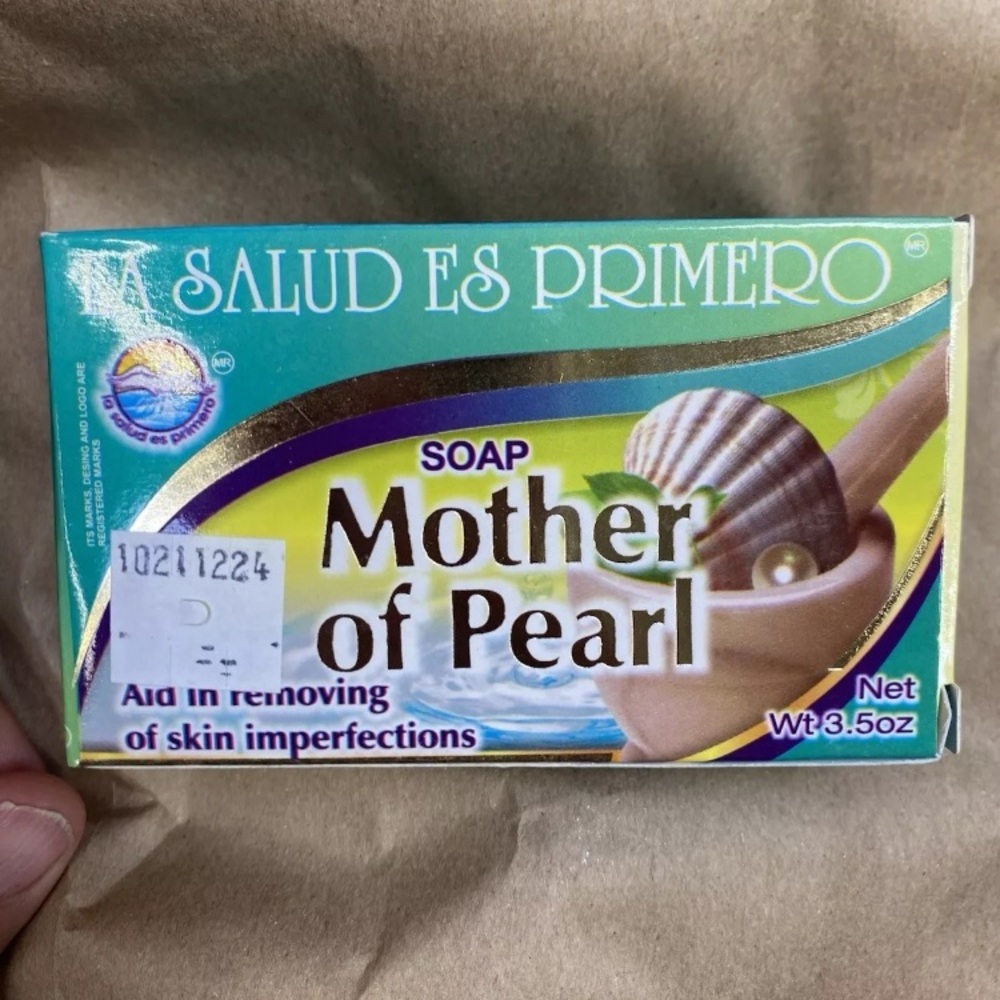 LA SALUD ES PRIMERO MR
la salud es primero MR
ITS MARKS, DESING AND LOGO ARE
REGISTERED MARKS
SOAP
Mother
of Pearl
10211224
Aid in removing
of skin imperfections
Net
Wt 3.5oz